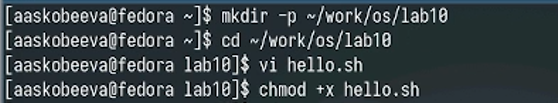 [aaskobeeva@fedora ~]$ mkdir -p ~/work/os/lab10
[aaskobeeva@fedora ~]$ cd ~/work/os/lab10
[aaskobeeva@fedora lab10]$ vi hello.sh
[aaskobeeva@fedora lab10]$ chmod +x hello.sh